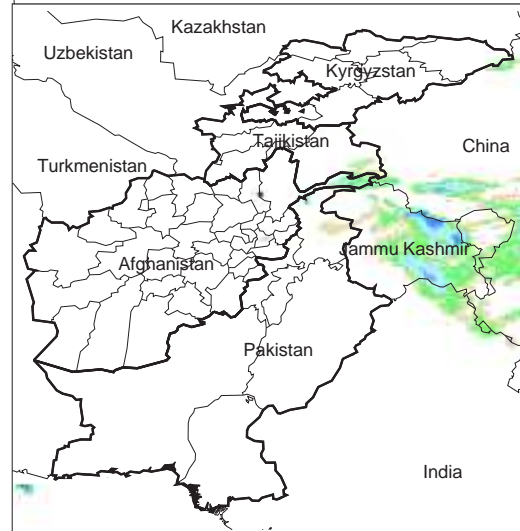 Kazakhstan
Uzbekistan
Kyrgyzstan
Tajikistan
China
Turkmenistan
Jammu Kashmir
Afghanistan
Pakistan
India